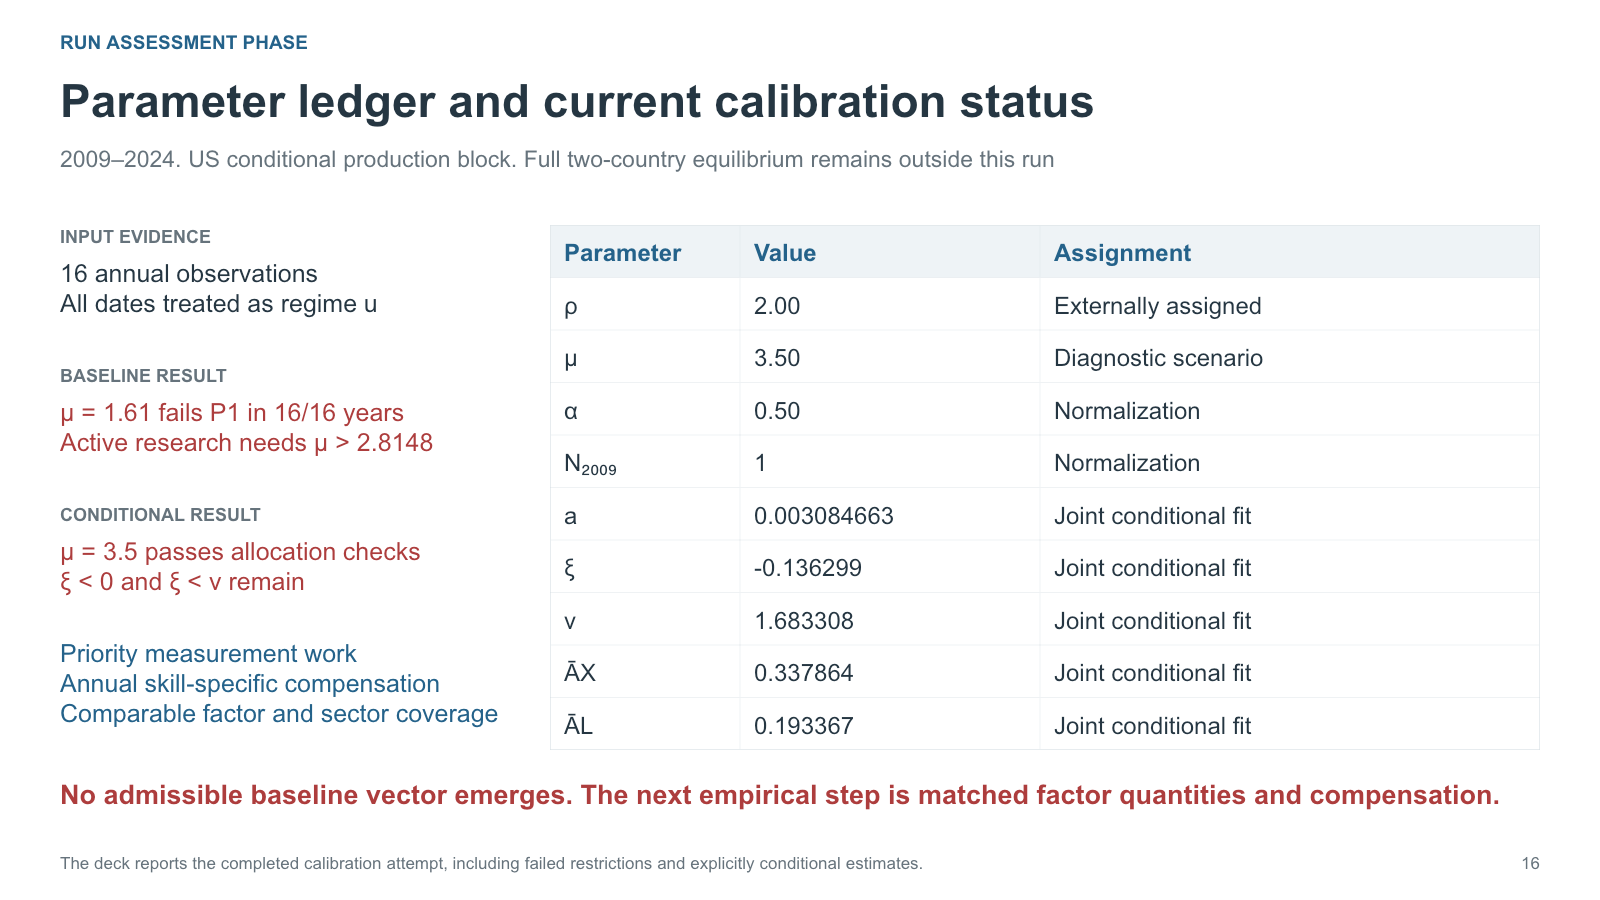 RUN ASSESSMENT PHASE
Parameter ledger and current calibration status
2009–2024. US conditional production block. Full two-country equilibrium remains outside this run
INPUT EVIDENCE
16 annual observations
All dates treated as regime u
BASELINE RESULT
μ = 1.61 fails P1 in 16/16 years
Active research needs μ > 2.8148
CONDITIONAL RESULT
μ = 3.5 passes allocation checks
ξ < 0 and ξ < ν remain
Priority measurement work
Annual skill-specific compensation
Comparable factor and sector coverage
Parameter Value Assignment
ρ 2.00 Externally assigned
μ 3.50 Diagnostic scenario
α 0.50 Normalization
N₂₀₀₉ 1 Normalization
a 0.003084663 Joint conditional fit
ξ -0.136299 Joint conditional fit
ν 1.683308 Joint conditional fit
ĀX 0.337864 Joint conditional fit
ĀL 0.193367 Joint conditional fit
No admissible baseline vector emerges. The next empirical step is matched factor quantities and compensation.
The deck reports the completed calibration attempt, including failed restrictions and explicitly conditional estimates.
16